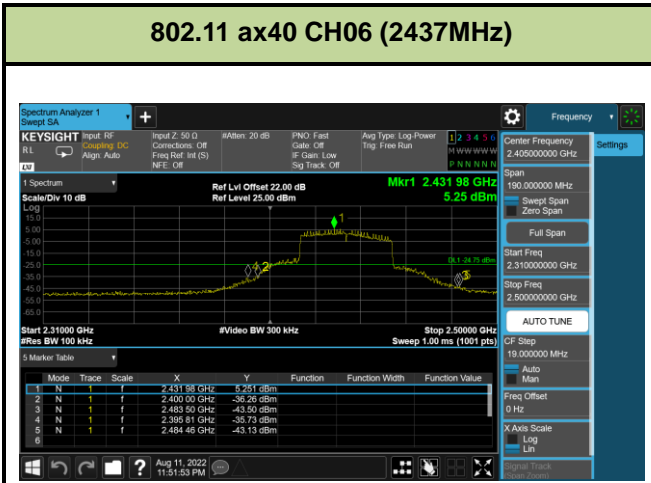 802.11 ax40 CH06 (2437MHz)
Spectrum Analyzer 1
Swept SA
+
Frequency
KEYSIGHT
RL
LXI
Input: RF
Coupling: DC
Align: Auto
Input Z: 50 Ω
Corrections: Off
Freq Ref: Int (S)
NFE: Off
#Atten: 20 dB
PNO: Fast
Gate: Off
IF Gain: Low
Sig Track: Off
Avg Type: Log-Power
Trig: Free Run
1 2 3 4 5 6
M W W W W W
P N N N N N
Center Frequency
2.405000000 GHz
Settings
1 Spectrum
Scale/Div 10 dB
Ref Lvl Offset 22.00 dB
Ref Level 25.00 dBm
Mkr1 2.431 98 GHz
5.25 dBm
Span
190.000000 MHz
Swept Span
Zero Span
Log
15.0
5.00
-5.00
-15.0
-25.0
-35.0
-45.0
-55.0
-65.0
1
DL1 -24.75 dBm
Full Span
Start Freq
2.310000000 GHz
Stop Freq
2.500000000 GHz
AUTO TUNE
Start 2.31000 GHz
#Res BW 100 kHz
#Video BW 300 kHz
Stop 2.50000 GHz
Sweep 1.00 ms (1001 pts)
CF Step
19.000000 MHz
Auto
Man
5 Marker Table
Mode Trace Scale X Y Function Function Width Function Value
1 N 1 f 2.431 98 GHz 5.251 dBm
2 N 1 f 2.400 00 GHz -36.26 dBm
3 N 1 f 2.483 50 GHz -43.50 dBm
4 N 1 f 2.395 81 GHz -35.73 dBm
5 N 1 f 2.484 46 GHz -43.13 dBm
6
Freq Offset
0 Hz
X Axis Scale
Log
Lin
Signal Track
(Span Zoom)
?
Aug 11, 2022
11:51:53 PM